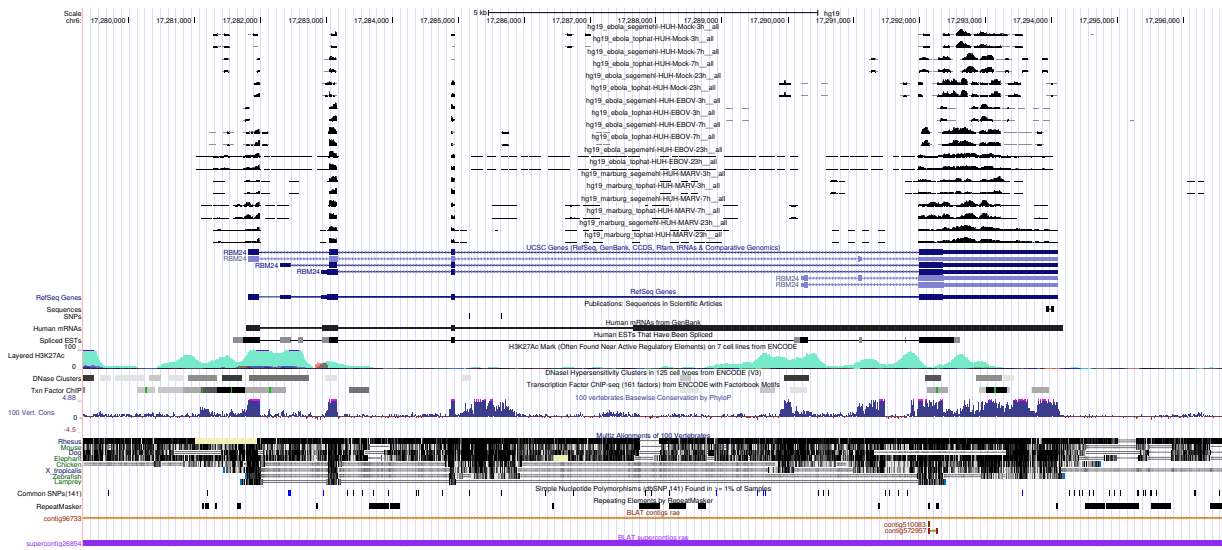 Scale 5 kb hg19
chr6: 17,280,000 17,281,000 17,282,000 17,283,000 17,284,000 17,285,000 17,286,000 17,287,000 17,288,000 17,289,000 17,290,000 17,291,000 17,292,000 17,293,000 17,294,000 17,295,000 17,296,000
hg19_ebola_segemehl-HUH-Mock-3h__all
hg19_ebola_tophat-HUH-Mock-3h__all
hg19_ebola_segemehl-HUH-Mock-7h__all
hg19_ebola_tophat-HUH-Mock-7h__all
hg19_ebola_segemehl-HUH-Mock-23h__all
hg19_ebola_tophat-HUH-Mock-23h__all
hg19_ebola_segemehl-HUH-EBOV-3h__all
hg19_ebola_tophat-HUH-EBOV-3h__all
hg19_ebola_segemehl-HUH-EBOV-7h__all
hg19_ebola_tophat-HUH-EBOV-7h__all
hg19_ebola_segemehl-HUH-EBOV-23h__all
hg19_ebola_tophat-HUH-EBOV-23h__all
hg19_marburg_segemehl-HUH-MARV-3h__all
hg19_marburg_tophat-HUH-MARV-3h__all
hg19_marburg_segemehl-HUH-MARV-7h__all
hg19_marburg_tophat-HUH-MARV-7h__all
hg19_marburg_segemehl-HUH-MARV-23h__all
hg19_marburg_tophat-HUH-MARV-23h__all
UCSC Genes (RefSeq, GenBank, CCDS, Rfam, tRNAs & Comparative Genomics)
RBM24
RBM24
RBM24
RBM24
RBM24
RBM24
RefSeq Genes
RefSeq Genes
Publications: Sequences in Scientific Articles
Sequences
SNPs
Human mRNAs from GenBank
Human mRNAs
Human ESTs That Have Been Spliced
Spliced ESTs
H3K27Ac Mark (Often Found Near Active Regulatory Elements) on 7 cell lines from ENCODE
100
Layered H3K27Ac
0
DNaseI Hypersensitivity Clusters in 125 cell types from ENCODE (V3)
DNase Clusters
Transcription Factor ChIP-seq (161 factors) from ENCODE with Factorbook Motifs
Txn Factor ChIP
100 vertebrates Basewise Conservation by PhyloP
4.88
100 Vert. Cons
0
-4.5
Multiz Alignments of 100 Vertebrates
Rhesus
Mouse
Dog
Elephant
Chicken
X_tropicalis
Zebrafish
Lamprey
Simple Nucleotide Polymorphisms (dbSNP 141) Found in >= 1% of Samples
Common SNPs(141)
Repeating Elements by RepeatMasker
RepeatMasker
BLAT contigs rae
contig96733
contig510083
contig572957
BLAT supercontigs rae
supercontig26854